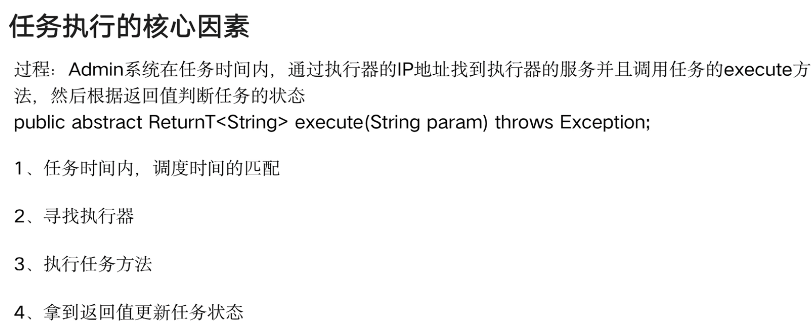 任务执行的核心因素
过程：Admin系统在任务时间内，通过执行器的IP地址找到执行器的服务并且调用任务的execute方
法，然后根据返回值判断任务的状态
public abstract ReturnT<String> execute(String param) throws Exception;
1、任务时间内，调度时间的匹配
2、寻找执行器
3、执行任务方法
4、拿到返回值更新任务状态